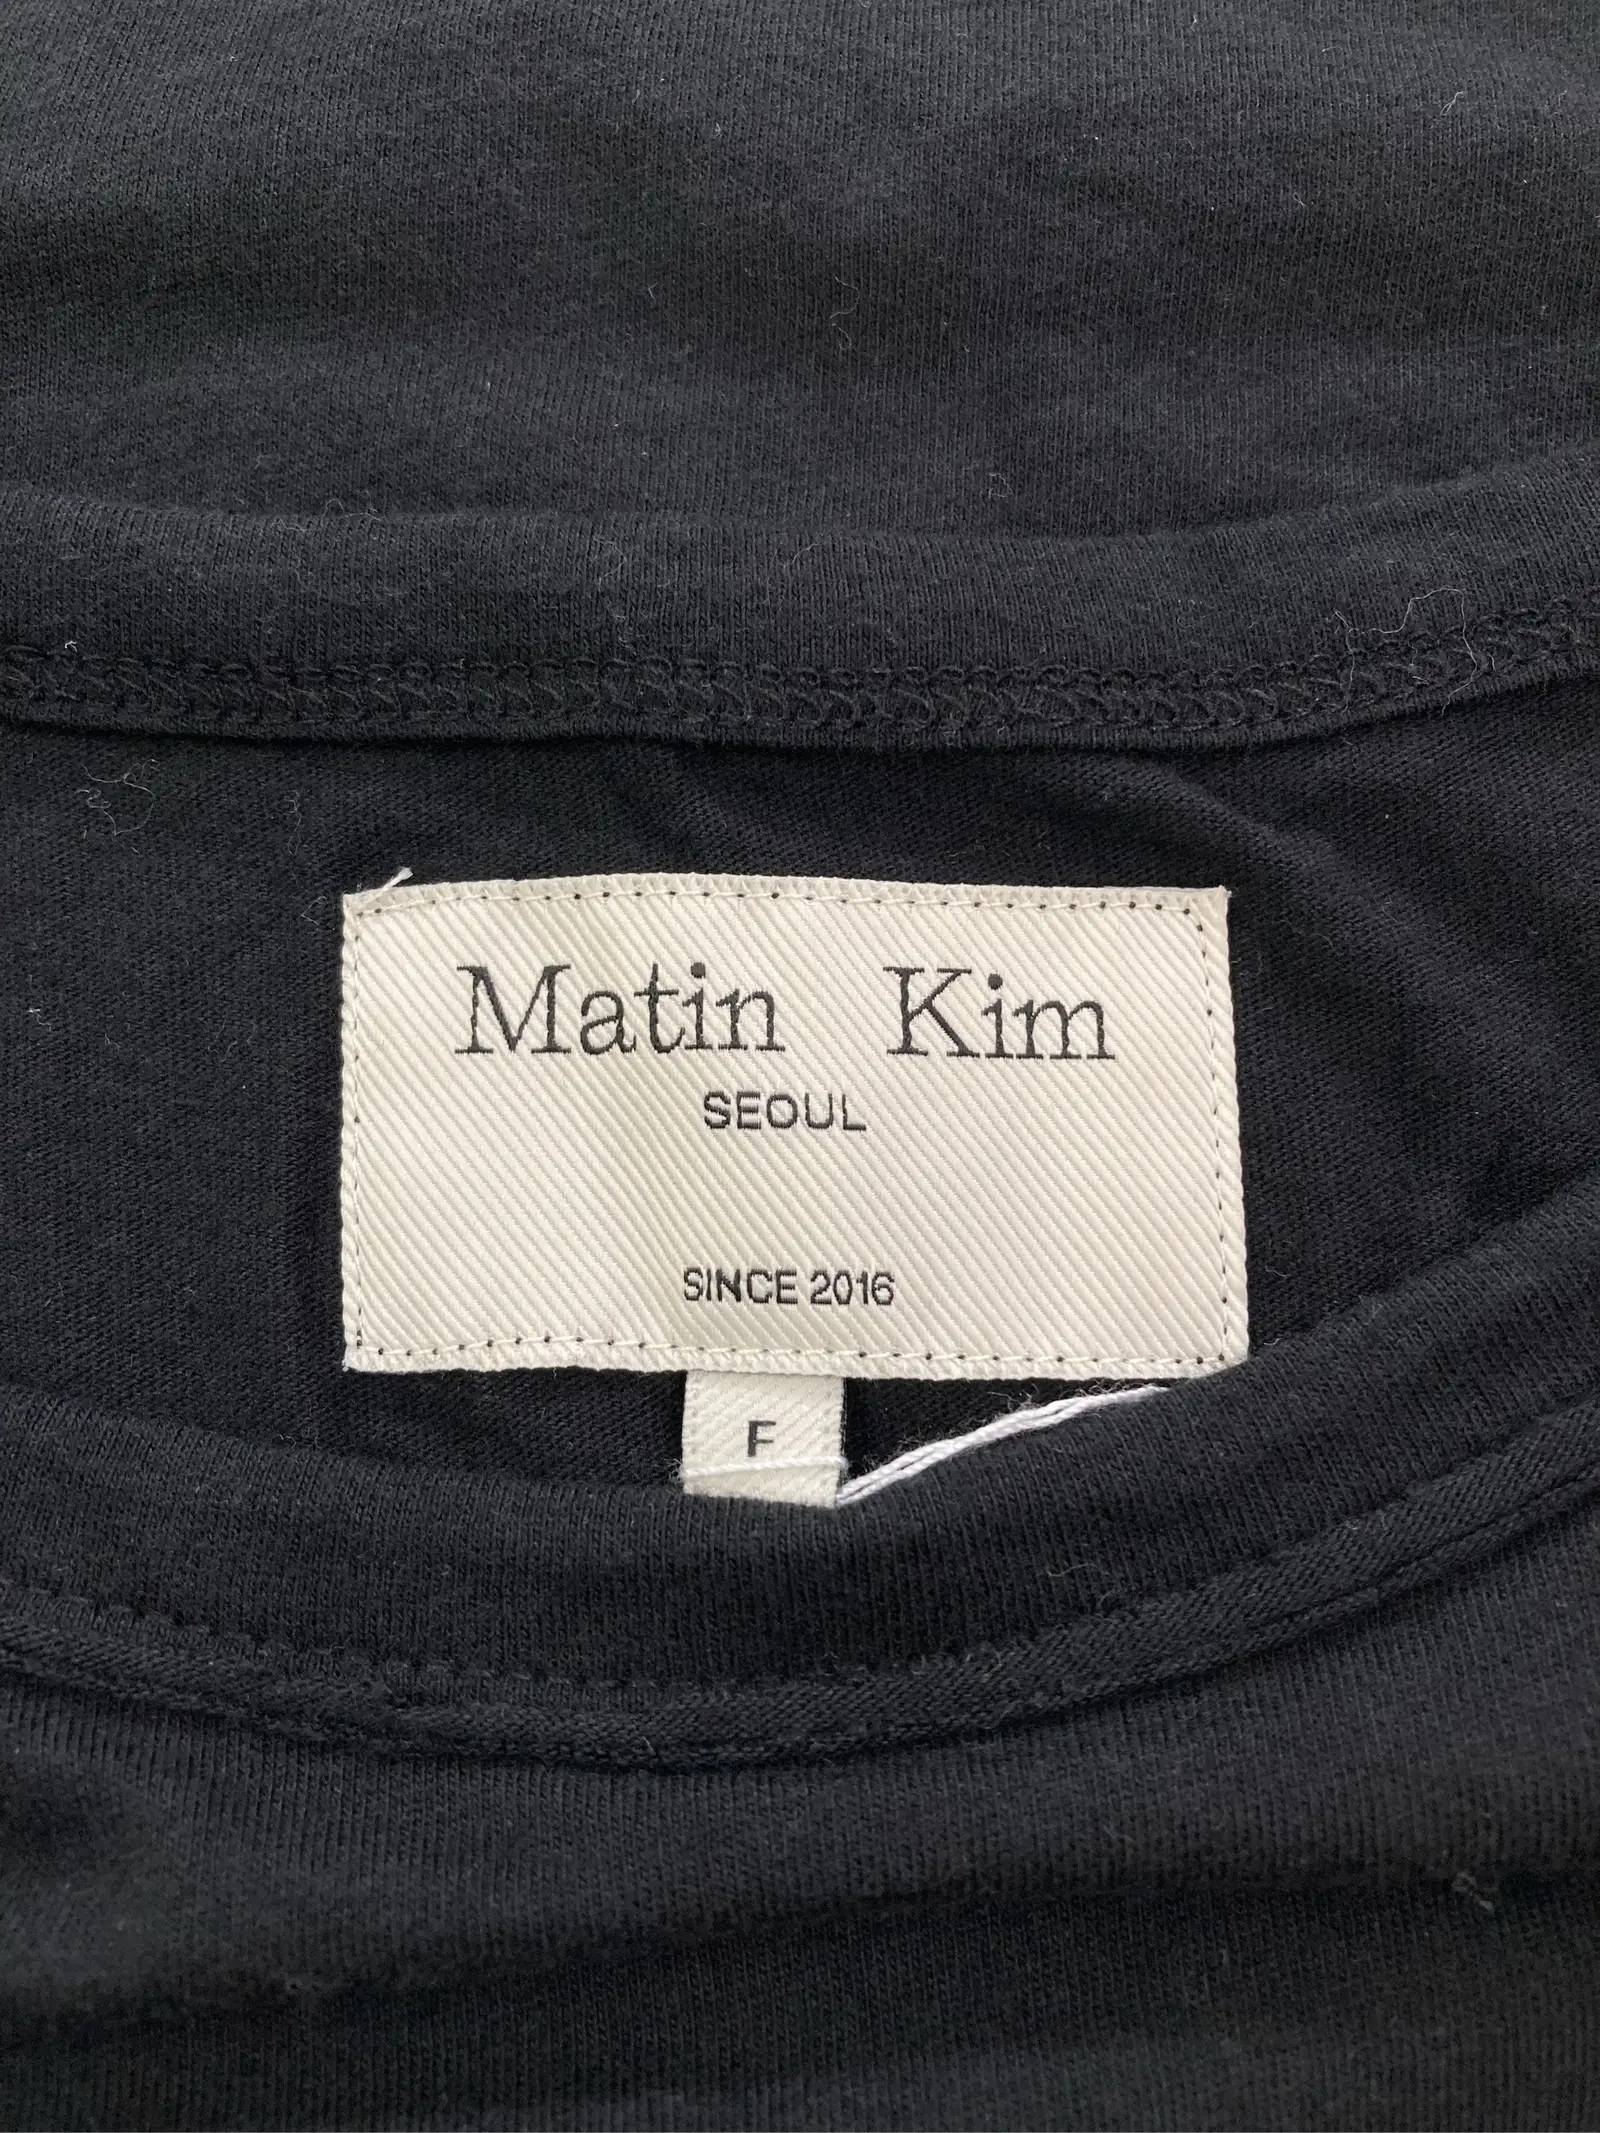 Matin Kim
SEOUL
SINCE 2016
F